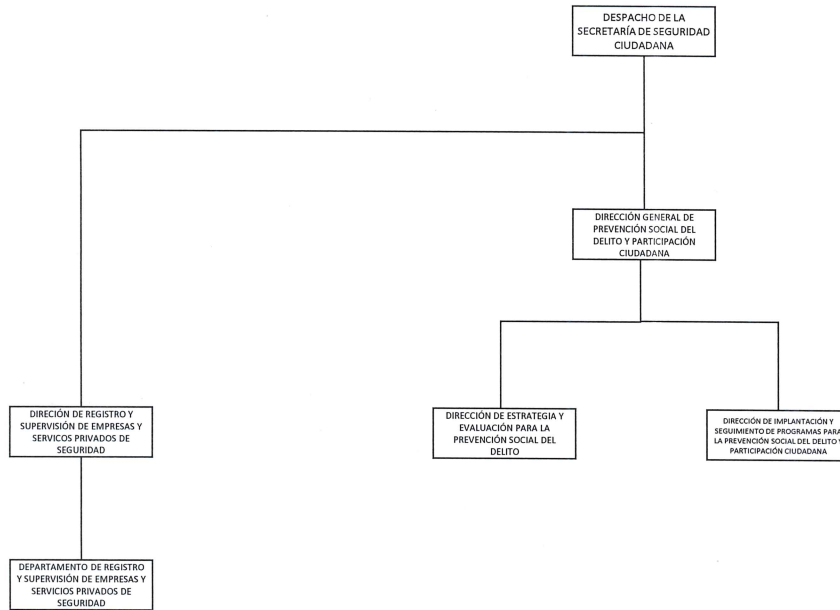 DESPACHO DE LA
SECRETARÍA DE SEGURIDAD
CIUDADANA
DIRECCIÓN GENERAL DE
PREVENCIÓN SOCIAL DEL
DELITO Y PARTICIPACIÓN
CIUDADANA
DIRECIÓN DE REGISTRO Y
SUPERVISIÓN DE EMPRESAS Y
SERVICOS PRIVADOS DE
SEGURIDAD
DIRECCIÓN DE ESTRATEGIA Y
EVALUACIÓN PARA LA
PREVENCIÓN SOCIAL DEL
DELITO
DIRECCIÓN DE IMPLANTACIÓN Y
SEGUIMIENTO DE PROGRAMAS PARA
LA PREVENCIÓN SOCIAL DEL DELITO Y
PARTICIPACIÓN CIUDADANA
DEPARTAMENTO DE REGISTRO
Y SUPERVISIÓN DE EMPRESAS Y
SERVICIOS PRIVADOS DE
SEGURIDAD